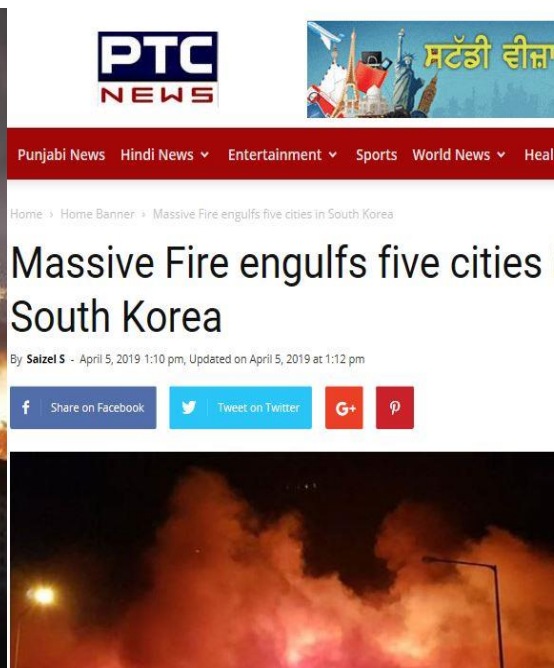 PTC
NEWS
ਸਟੱਡੀ ਵੀਜ਼ਾ
Punjabi News Hindi News Entertainment Sports World News Heal
Home › Home Banner › Massive Fire engulfs five cities in South Korea
Massive Fire engulfs five cities
South Korea
By Saizel S - April 5, 2019 1:10 pm, Updated on April 5, 2019 at 1:12 pm
f Share on Facebook Tweet on Twitter G+